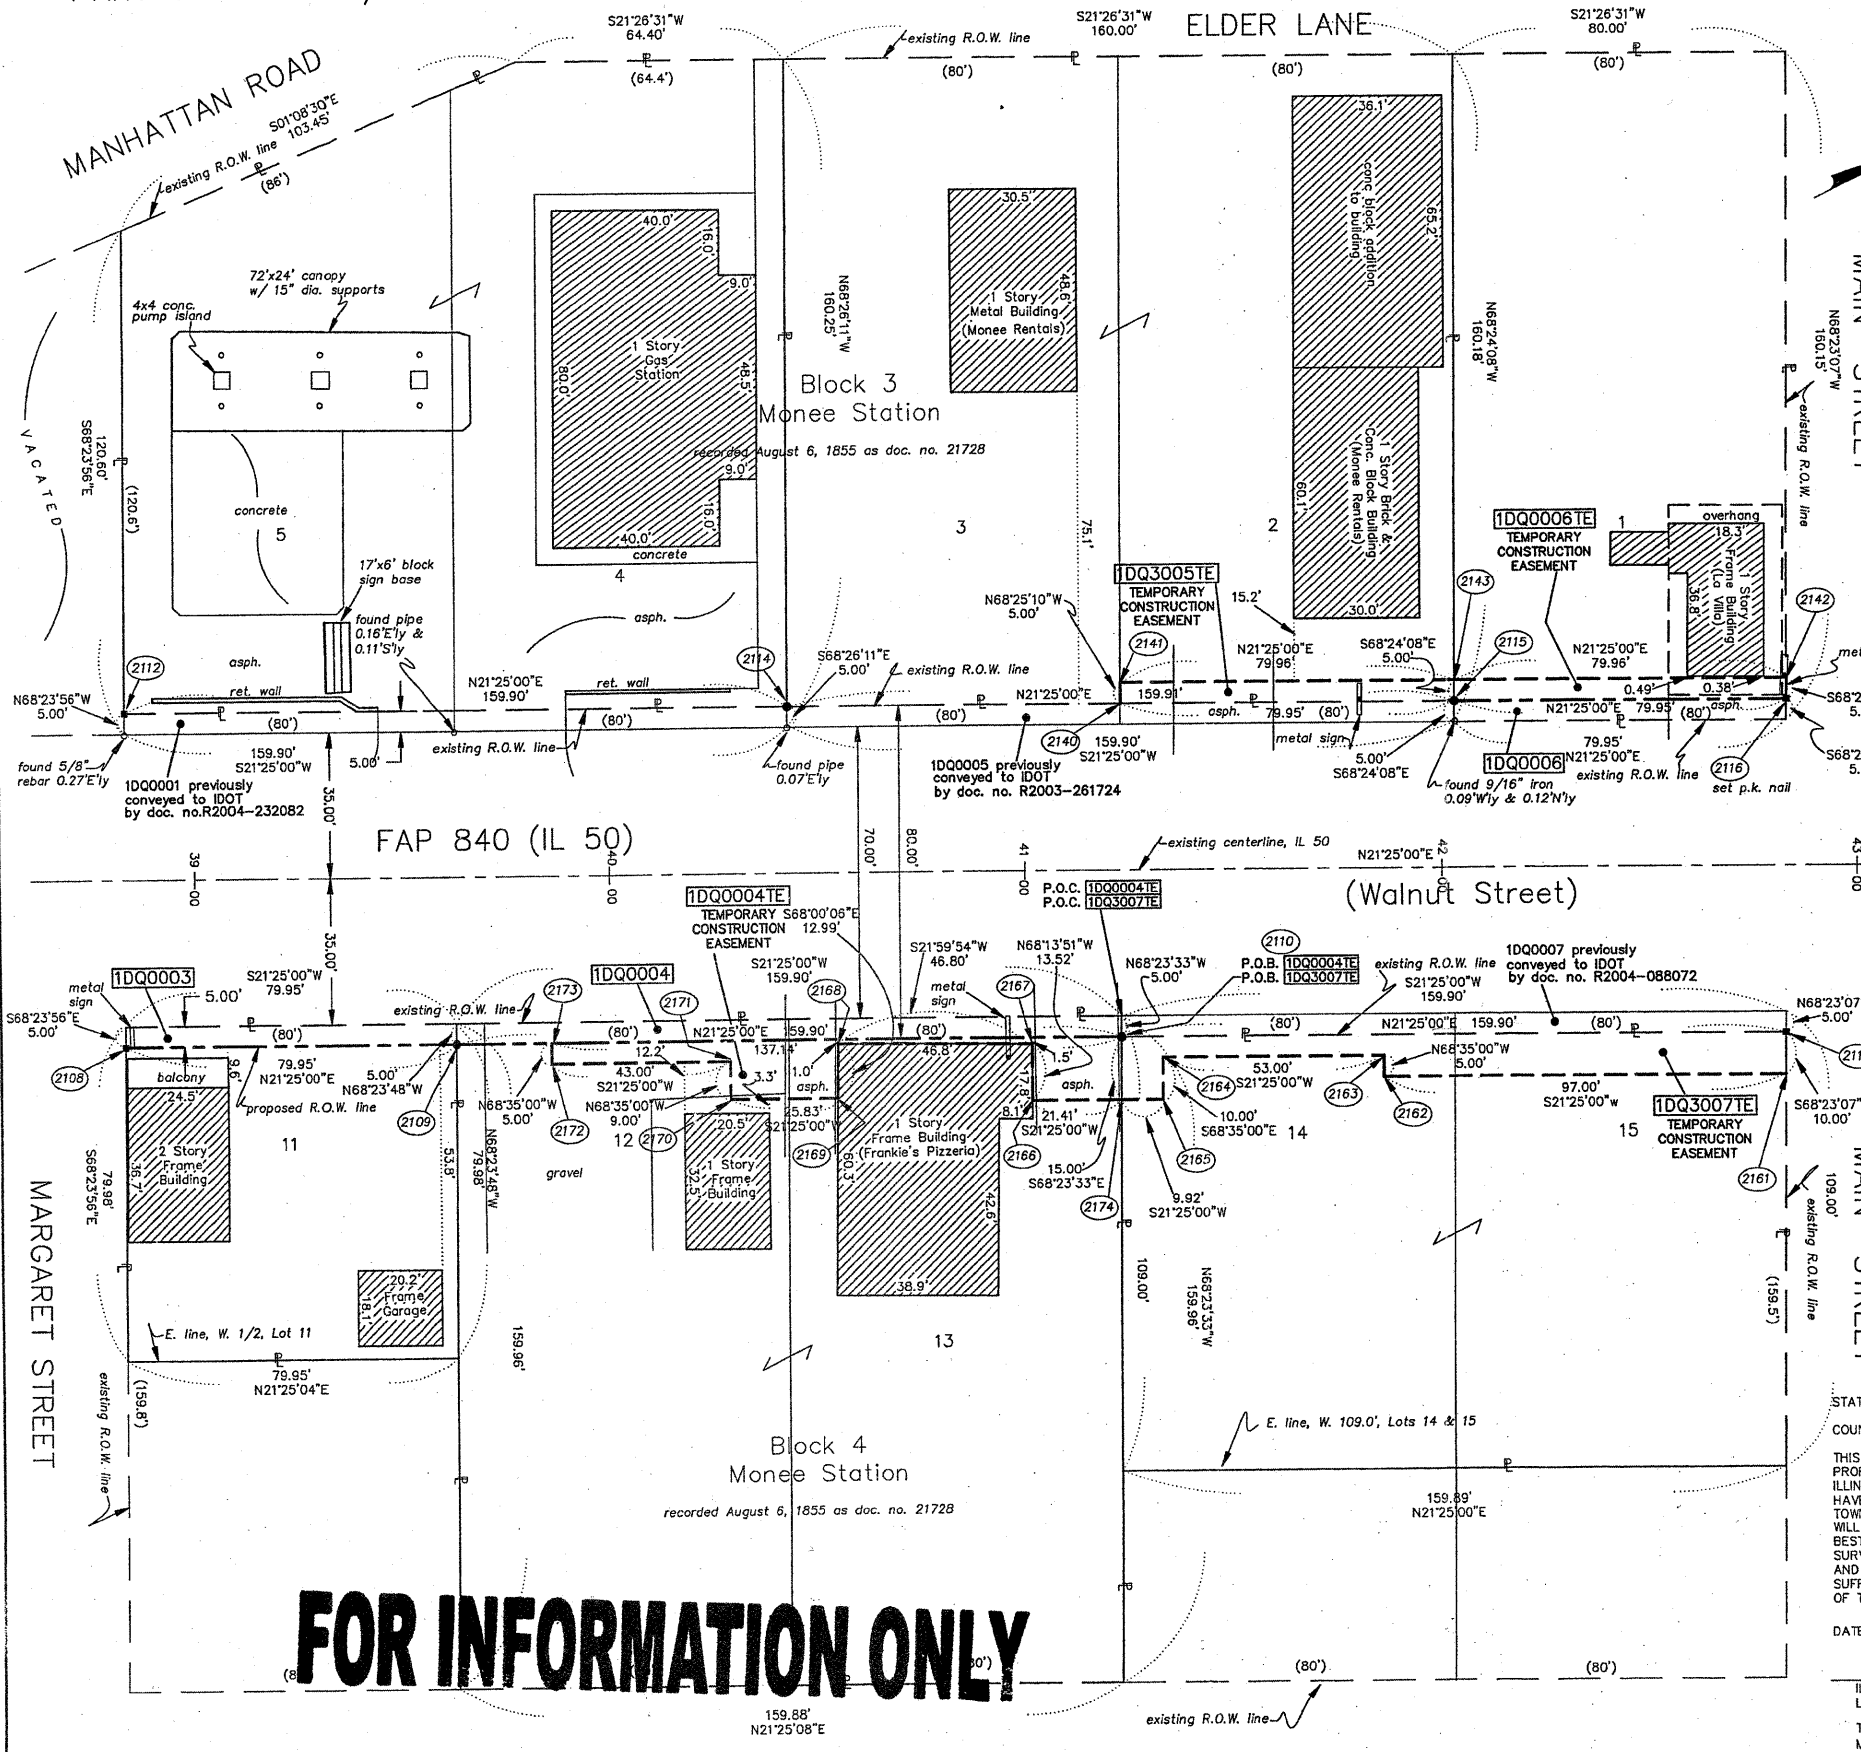 ELDER LANE
S21°26'31"W
64.40'
S21°26'31"W
160.00'
S21°26'31"W
80.00'
existing R.O.W. line
(64.4')
(80')
(80')
(80')
MANHATTAN ROAD
S01°08'30"E
103.45'
existing R.O.W. line
(86')
72'x24' canopy
w/ 15" dia. supports
4x4 conc.
pump island
VACATED
120.60'
S68°23'56"E
(120.6')
concrete
5
17'x6' block
sign base
found pipe
0.16'E'ly &
0.11'S'ly
40.0'
16.0'
9.0'
1 Story
Gas
Station
80.0'
48.5'
9.0'
16.0'
40.0'
concrete
4
asph.
N68°26'11"W
160.25'
Block 3
Monee Station
recorded August 6, 1855 as doc. no. 21728
30.5'
48.6'
1 Story
Metal Building
(Monee Rentals)
75.1'
3
36.1'
conc. block addition
to building
65.2'
1 Story Brick &
Conc. Block Building
(Monee Rentals)
60.1'
30.0'
2
15.2'
N68°24'08"W
160.18'
N68°23'07"W
160.15'
MAIN STREET
existing R.O.W. line
1DQ0006TE
TEMPORARY
CONSTRUCTION
EASEMENT
1
overhang
18.3'
1 Story
Frame Building
(La Villa)
36.8'
2142
2143
2115
N21°25'00"E
79.96'
0.49'
0.38'
asph.
N21°25'00"E
79.95'
(80')
1DQ3005TE
TEMPORARY
CONSTRUCTION
EASEMENT
N68°25'10"W
5.00'
2141
N21°25'00"E
79.96'
S68°24'08"E
5.00'
2112
N68°23'56"W
5.00'
asph.
ret. wall
N21°25'00"E
159.90'
ret. wall
2114
S68°26'11"E
5.00'
existing R.O.W. line
N21°25'00"E
159.91'
asph.
79.95'
(80')
(80')
(80')
(80')
metal sign
5.00'
S68°24'08"E
1DQ0006
79.95'
N21°25'00"E
existing R.O.W. line
2116
set p.k. nail
found 5/8"
rebar 0.27'E'ly
159.90'
S21°25'00"W
1DQ0001 previously
conveyed to IDOT
by doc. no.R2004-232082
5.00'
existing R.O.W. line
found pipe
0.07'E'ly
2140
159.90'
S21°25'00"W
1DQ0005 previously
conveyed to IDOT
by doc. no. R2003-261724
found 9/16" iron
0.09'W'ly & 0.12'N'ly
35.00'
FAP 840 (IL 50)
70.00'
80.00'
existing centerline, IL 50
N21°25'00"E
39
00
40
00
41
00
42
00
43
00
(Walnut Street)
35.00'
1DQ0004TE
TEMPORARY
CONSTRUCTION
EASEMENT
S68°00'06"E
12.99'
P.O.C. 1DQ0004TE
P.O.C. 1DQ3007TE
2110
P.O.B. 1DQ0004TE
P.O.B. 1DQ3007TE
existing R.O.W. line
S21°25'00"W
159.90'
1DQ0007 previously
conveyed to IDOT
by doc. no. R2004-088072
metal
sign
1DQ0003
5.00'
S68°23'56"E
5.00'
S21°25'00"W
79.95'
existing R.O.W. line
2173
1DQ0004
2171
S21°25'00"W
159.90'
2168
S21°59'54"W
46.80'
metal
sign
2167
N68°13'51"W
13.52'
N68°23'33"W
5.00'
N68°23'07
5.00'
(80')
(80')
N21°25'00"E
159.90'
(80')
(80')
N21°25'00"E
159.90'
(80')
2108
balcony
24.5'
9.6'
79.95'
N21°25'00"E
proposed R.O.W. line
5.00'
N68°23'48"W
2109
N68°35'00"W
5.00'
2172
12.2'
43.00'
S21°25'00"W
N68°35'00"W
9.00'
137.14'
3.3'
1.0'
asph.
25.83'
S21°25'00"W
2170
2169
46.8'
1.5'
17.8'
8.1'
asph.
21.41'
S21°25'00"W
2166
15.00'
S68°23'33"E
2174
2164
10.00'
S68°35'00"E
2165
9.92'
S21°25'00"W
53.00'
S21°25'00"W
2163
N68°35'00"W
5.00'
2162
97.00'
S21°25'00"w
1DQ3007TE
TEMPORARY
CONSTRUCTION
EASEMENT
S68°23'07"
10.00'
2161
11
2 Story
Frame
Building
36.7'
79.98'
S68°23'56"E
53.8'
N68°23'48"W
79.98'
12
gravel
20.5'
1 Story
Frame
Building
32.5'
1 Story
Frame Building
(Frankie's Pizzeria)
60.3'
42.6'
38.9'
14
15
109.00'
N68°23'33"W
159.96'
109.00'
existing R.O.W. line
(159.5')
MAIN STREET
MARGARET STREET
20.2'
Frame
Garage
18.1'
E. line, W. 1/2, Lot 11
79.95'
N21°25'04"E
159.96'
13
existing R.O.W. line
(159.8')
E. line, W. 109.0', Lots 14 & 15
159.89'
N21°25'00"E
Block 4
Monee Station
recorded August 6, 1855 as doc. no. 21728
FOR INFORMATION ONLY
(80')
(80')
159.88'
N21°25'08"E
existing R.O.W. line